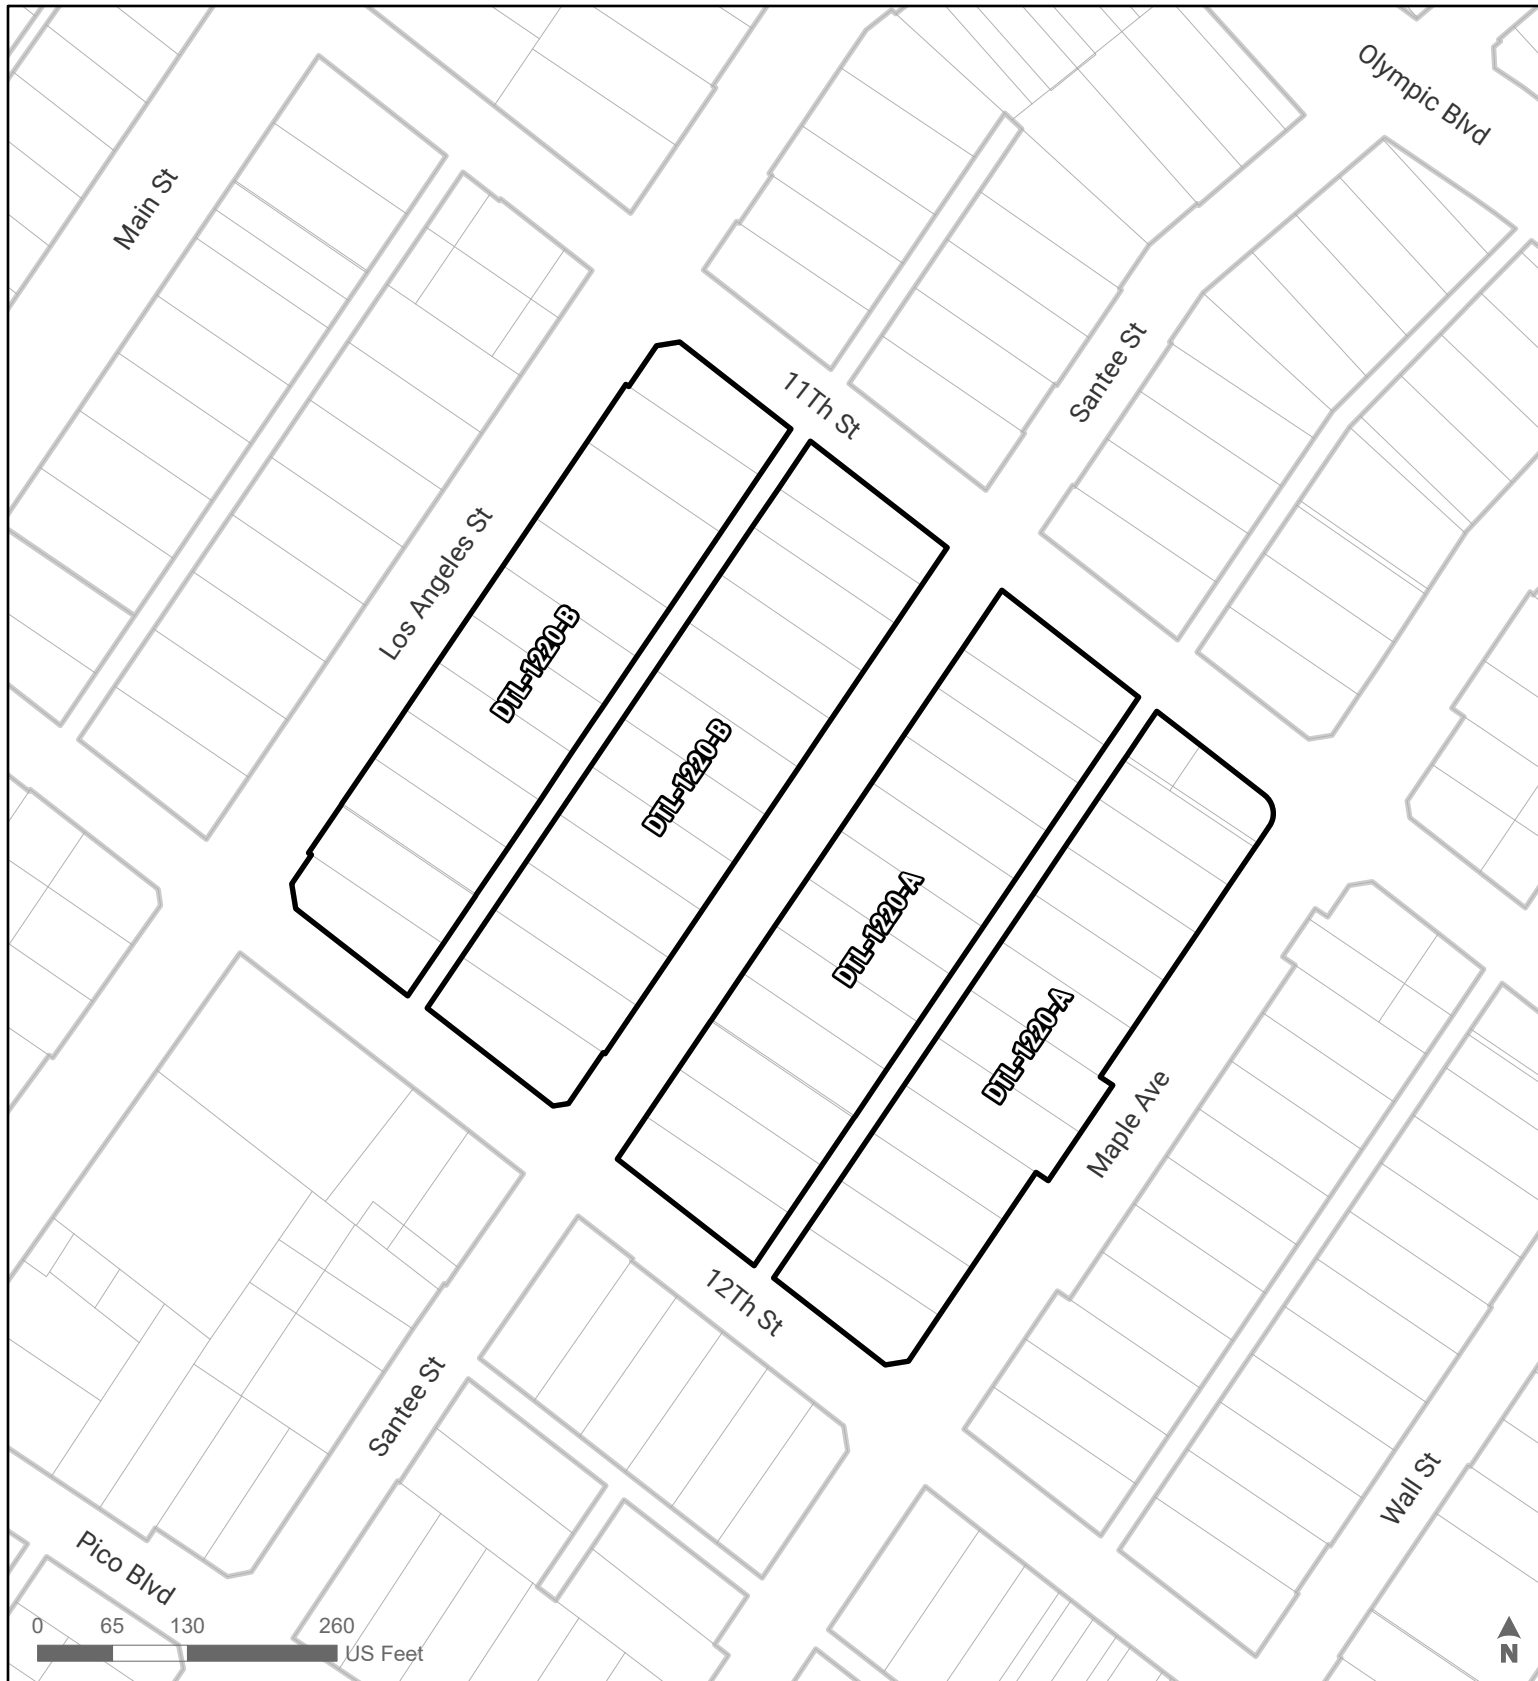 Olympic Blvd
Main St
Santee St
11Th St
Los Angeles St
DTL-1220-B
DTL-1220-B
DTL-1220-A
DTL-1220-A
Maple Ave
12Th St
Santee St
Wall St
Pico Blvd
0 65 130 260
US Feet
N